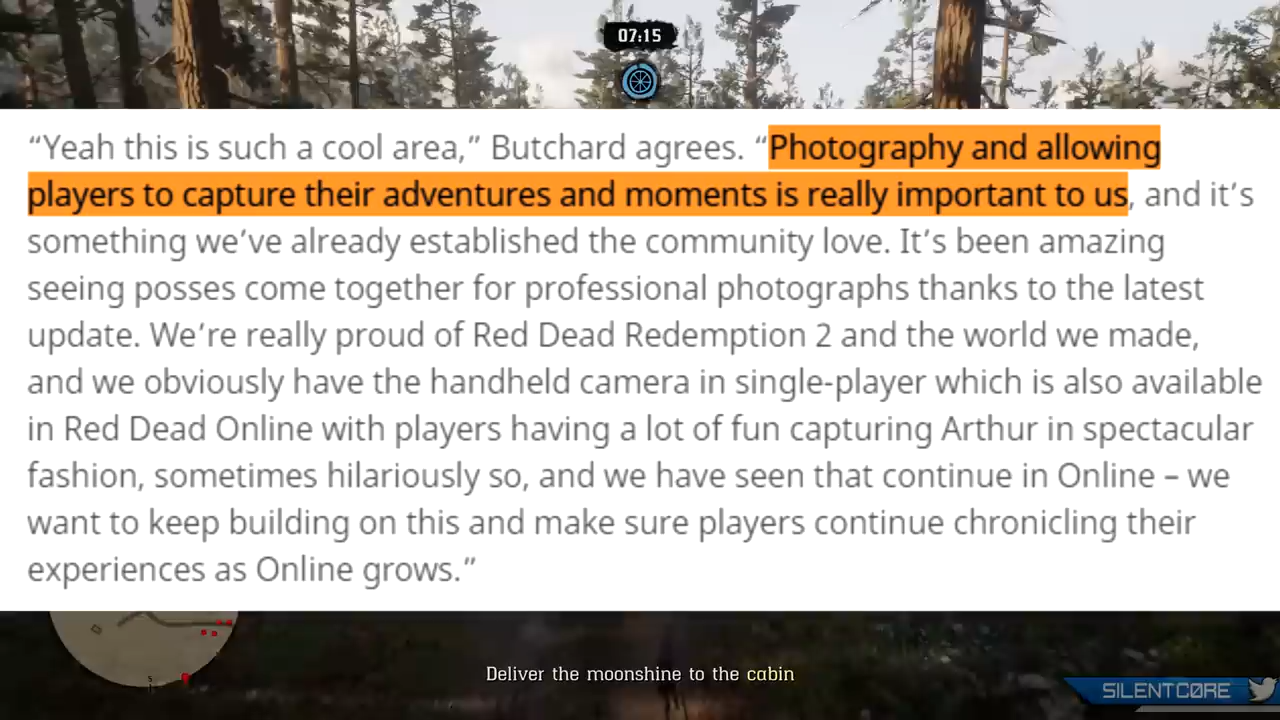 07:15
“Yeah this is such a cool area,” Butchard agrees. “Photography and allowing
players to capture their adventures and moments is really important to us, and it’s
something we’ve already established the community love. It’s been amazing
seeing posses come together for professional photographs thanks to the latest
update. We’re really proud of Red Dead Redemption 2 and the world we made,
and we obviously have the handheld camera in single-player which is also available
in Red Dead Online with players having a lot of fun capturing Arthur in spectacular
fashion, sometimes hilariously so, and we have seen that continue in Online – we
want to keep building on this and make sure players continue chronicling their
experiences as Online grows.”
S
Deliver the moonshine to the cabin
SILENTC0RE